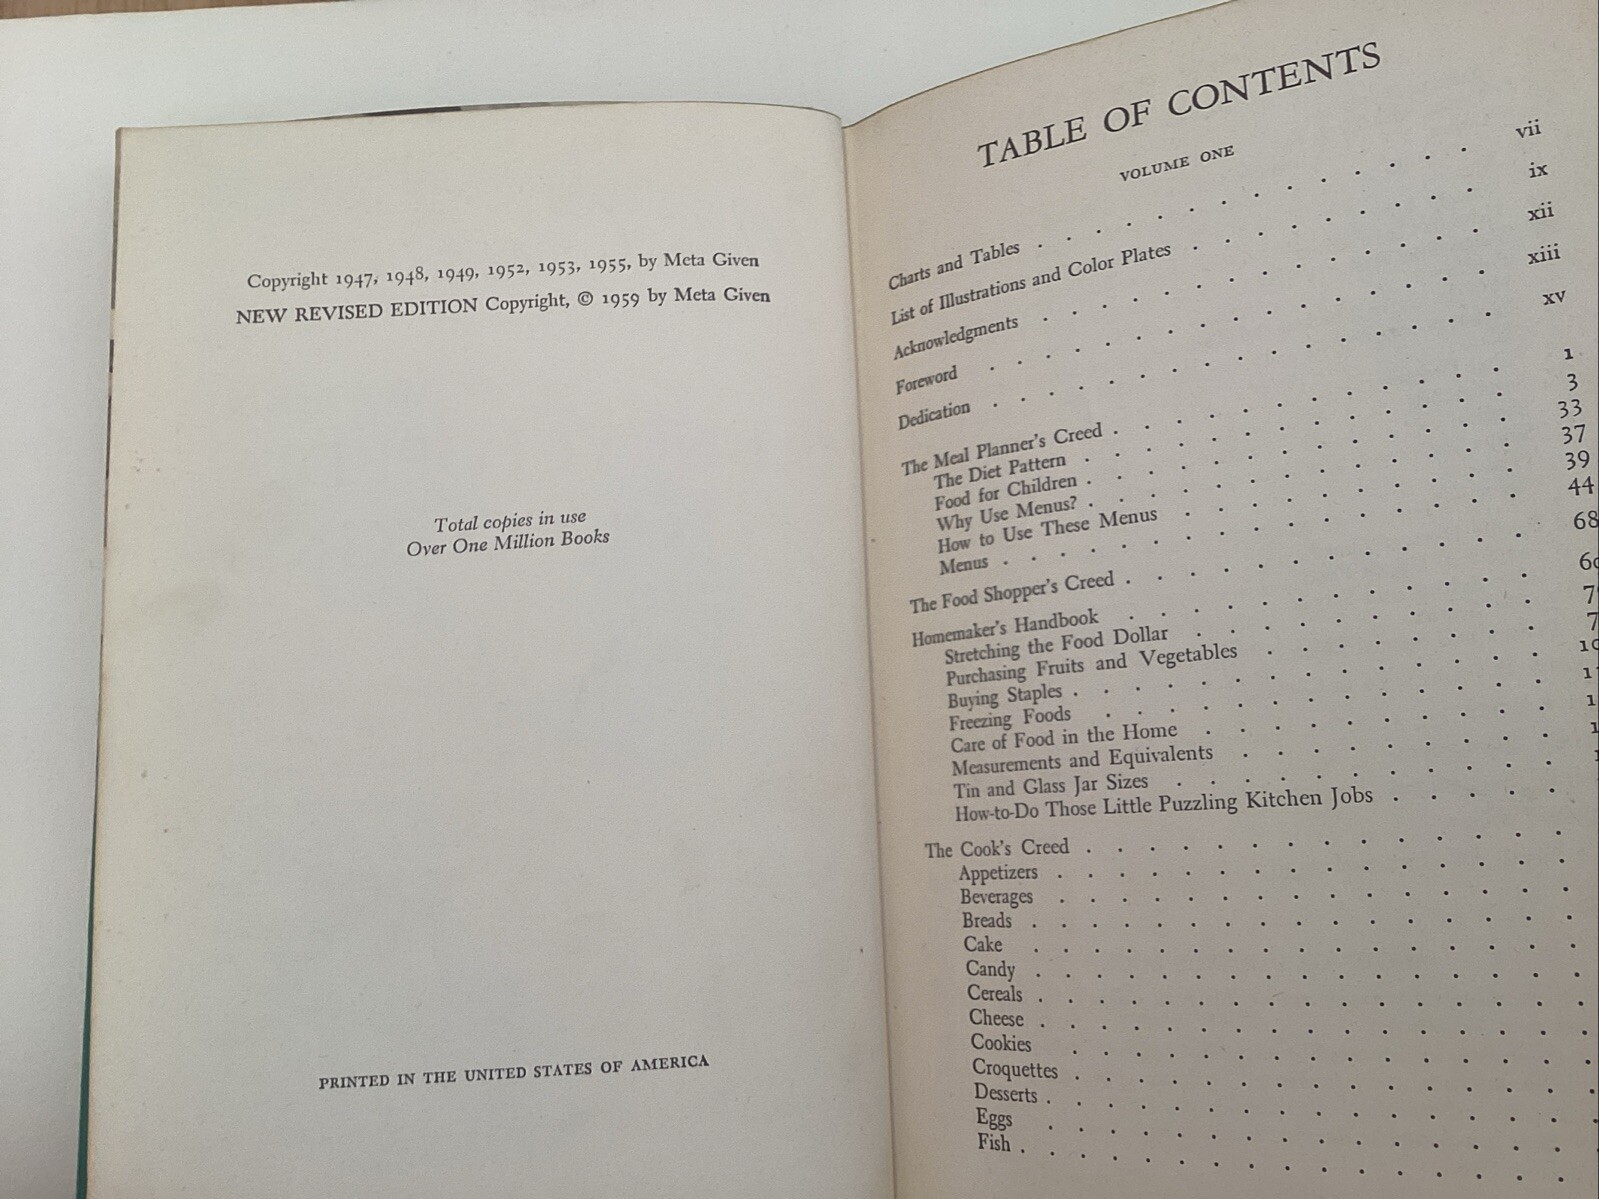 Copyright 1947, 1948, 1949, 1952, 1953, 1955, by Meta Given
NEW REVISED EDITION Copyright, © 1959 by Meta Given
Total copies in use
Over One Million Books
PRINTED IN THE UNITED STATES OF AMERICA
TABLE OF CONTENTS
VOLUME ONE
Charts and Tables . . . . . . . . . . . . . . vii
List of Illustrations and Color Plates . . . . . . . . . ix
Acknowledgments . . . . . . . . . . . . . . xii
Foreword . . . . . . . . . . . . . . . . xiii
Dedication . . . . . . . . . . . . . . . . xv
The Meal Planner's Creed . . . . . . . . . . . . 1
The Diet Pattern . . . . . . . . . . . . . 3
Food for Children . . . . . . . . . . . . . 33
Why Use Menus? . . . . . . . . . . . . . 37
How to Use These Menus . . . . . . . . . . 39
Menus . . . . . . . . . . . . . . . . 44
The Food Shopper's Creed . . . . . . . . . . . . 68
Homemaker's Handbook . . . . . . . . . . . .
Stretching the Food Dollar . . . . . . . . . .
Purchasing Fruits and Vegetables . . . . . . . .
Buying Staples . . . . . . . . . . . . . .
Freezing Foods . . . . . . . . . . . . . .
Care of Food in the Home . . . . . . . . . .
Measurements and Equivalents . . . . . . . . .
Tin and Glass Jar Sizes . . . . . . . . . . .
How-to-Do Those Little Puzzling Kitchen Jobs . . . . .
The Cook's Creed . . . . . . . . . . . . . .
Appetizers . . . . . . . . . . . . . . .
Beverages . . . . . . . . . . . . . . .
Breads . . . . . . . . . . . . . . . .
Cake . . . . . . . . . . . . . . . .
Candy . . . . . . . . . . . . . . . .
Cereals . . . . . . . . . . . . . . . .
Cheese . . . . . . . . . . . . . . . .
Cookies . . . . . . . . . . . . . . .
Croquettes . . . . . . . . . . . . . . .
Desserts . . . . . . . . . . . . . . . .
Eggs . . . . . . . . . . . . . . . .
Fish . . . . . . . . . . . . . . . . .